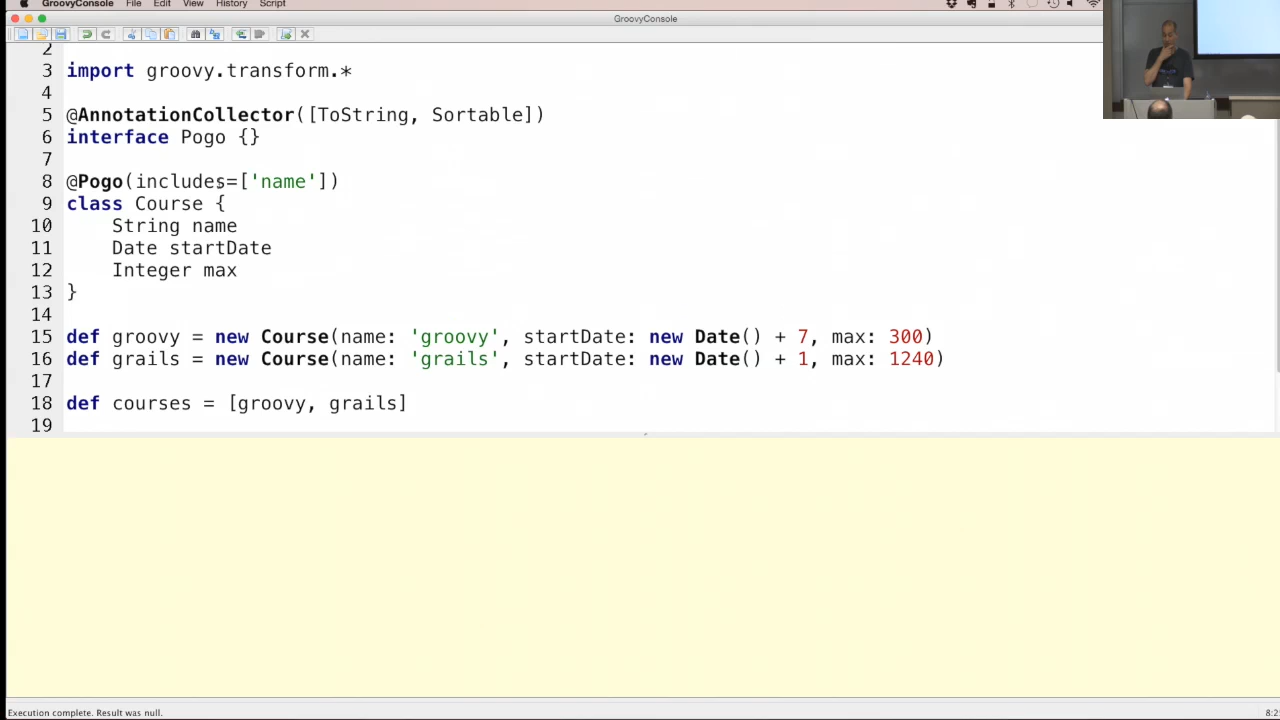 GroovyConsole File Edit View History Script
GroovyConsole
2
3 import groovy.transform.*
4
5 @AnnotationCollector([ToString, Sortable])
6 interface Pogo {}
7
8 @Pogo(includes=['name'])
9 class Course {
10 String name
11 Date startDate
12 Integer max
13 }
14
15 def groovy = new Course(name: 'groovy', startDate: new Date() + 7, max: 300)
16 def grails = new Course(name: 'grails', startDate: new Date() + 1, max: 1240)
17
18 def courses = [groovy, grails]
19
Execution complete. Result was null.